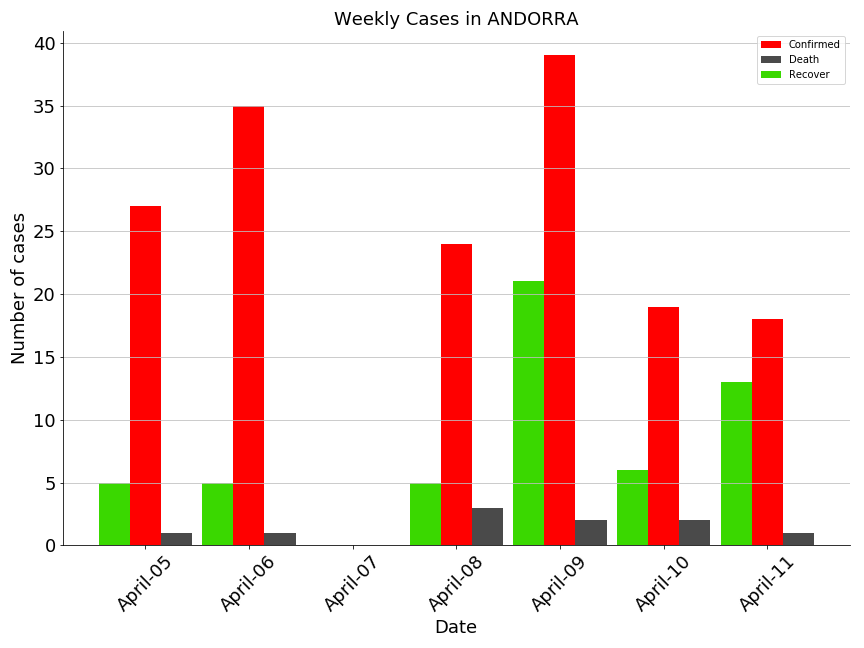 Weekly Cases in ANDORRA
Confirmed
Death
Recover
Number of cases
40
35
30
25
20
15
10
5
0
April-05
April-06
April-07
April-08
April-09
April-10
April-11
Date